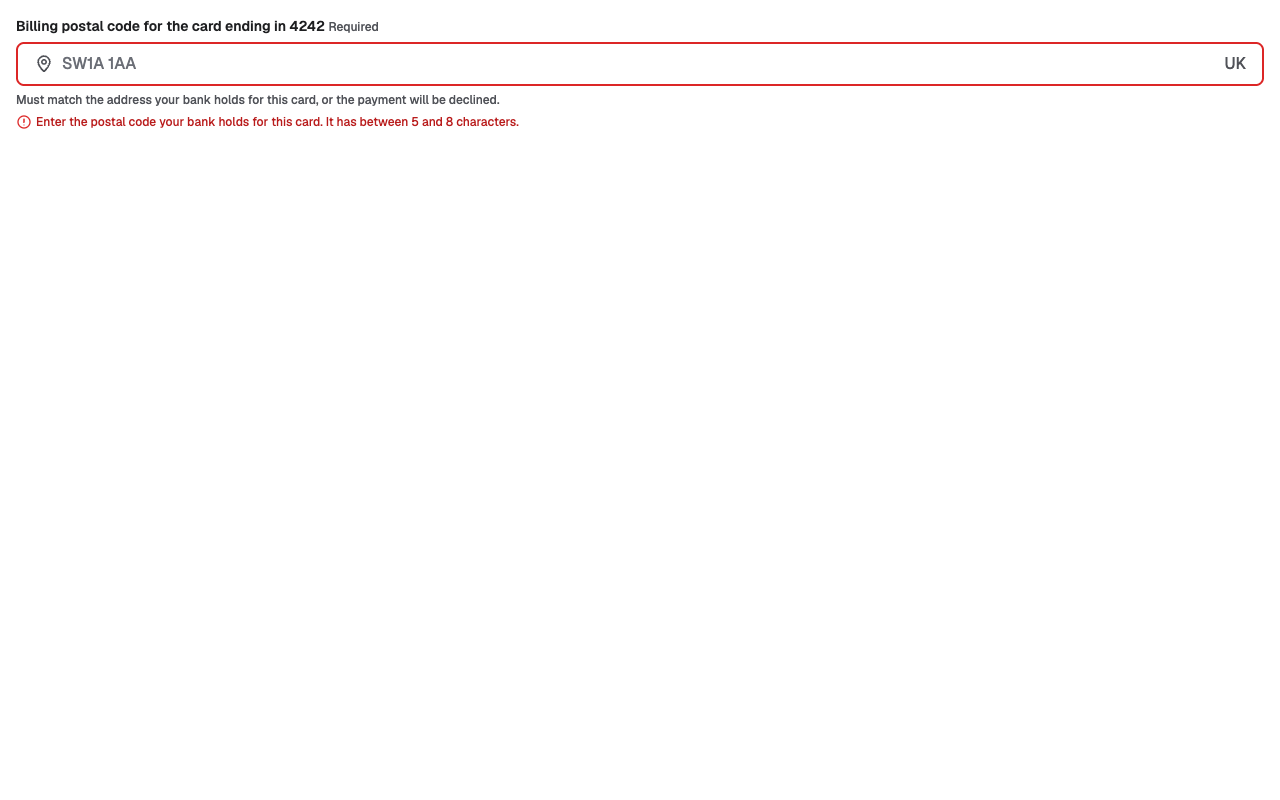 Billing postal code for the card ending in 4242 Required
SW1A 1AA UK
Must match the address your bank holds for this card, or the payment will be declined.
Enter the postal code your bank holds for this card. It has between 5 and 8 characters.